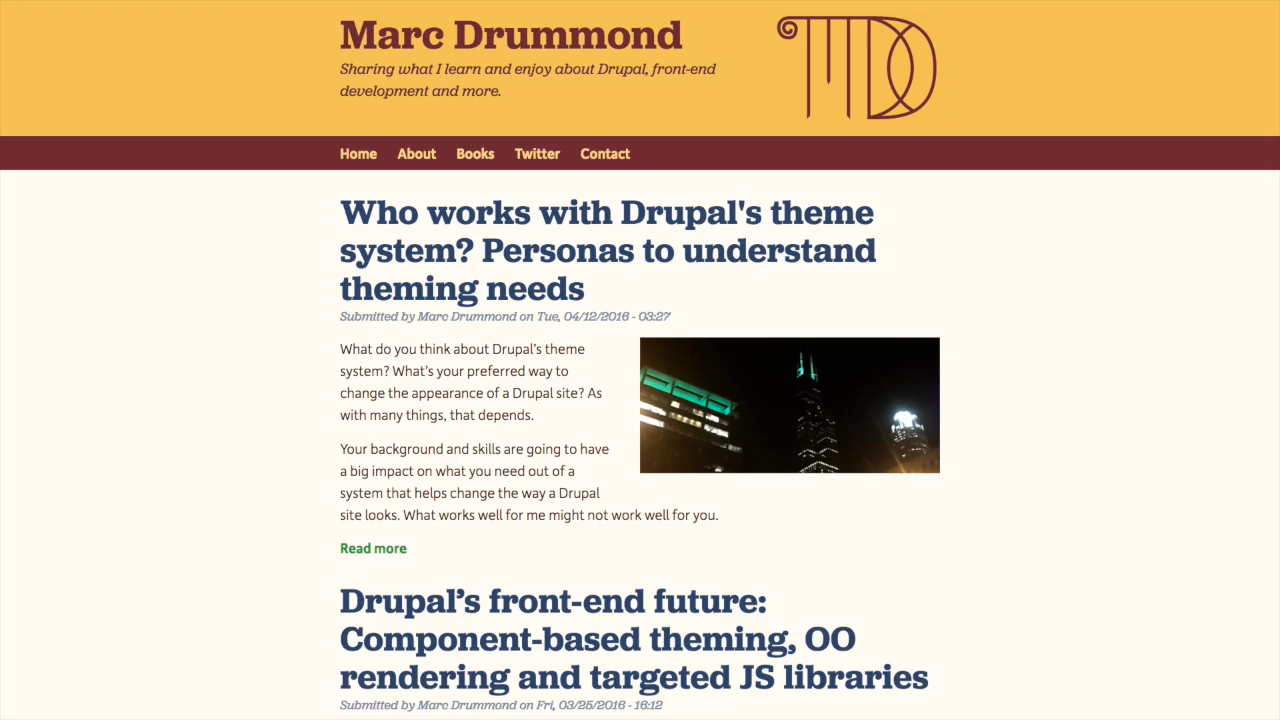 Marc Drummond
Sharing what I learn and enjoy about Drupal, front-end
development and more.
MD
Home About Books Twitter Contact
Who works with Drupal's theme
system? Personas to understand
theming needs
Submitted by Marc Drummond on Tue, 04/12/2016 - 03:27
What do you think about Drupal's theme
system? What's your preferred way to
change the appearance of a Drupal site? As
with many things, that depends.
Your background and skills are going to have
a big impact on what you need out of a
system that helps change the way a Drupal
site looks. What works well for me might not work well for you.
Read more
Drupal’s front-end future:
Component-based theming, OO
rendering and targeted JS libraries
Submitted by Marc Drummond on Fri, 03/25/2016 - 16:12